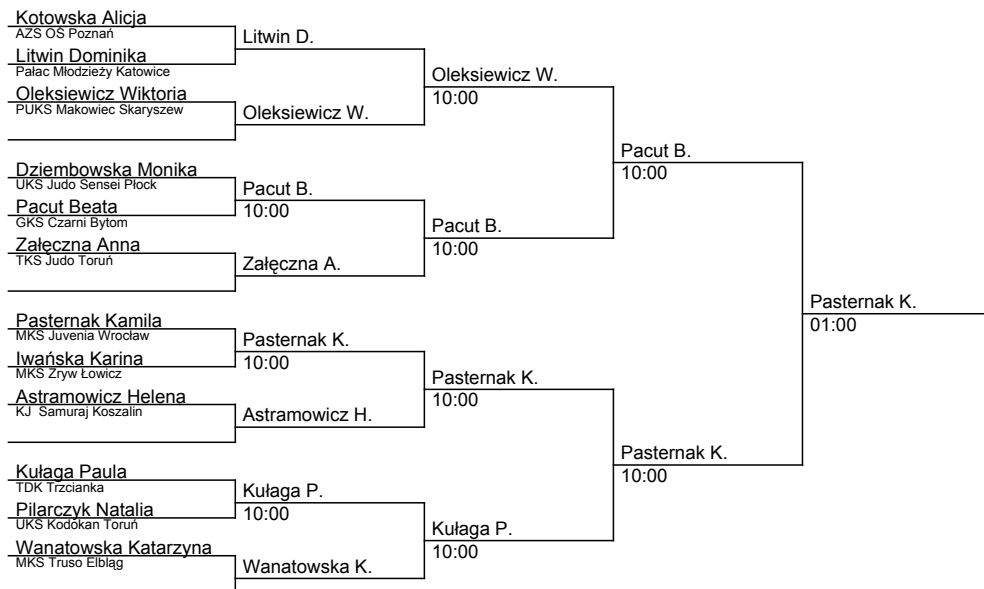 Kotowska Alicja
AZS OŚ Poznań
Litwin Dominika
Pałac Młodzieży Katowice
Oleksiewicz Wiktoria
PUKS Makowiec Skaryszew
Dziembowska Monika
UKS Judo Sensei Płock
Pacut Beata
GKS Czarni Bytom
Załęczna Anna
TKS Judo Toruń
Pasternak Kamila
MKS Juvenia Wrocław
Iwańska Karina
MKS Zryw Łowicz
Astramowicz Helena
KJ Samuraj Koszalin
Kułaga Paula
TDK Trzcianka
Pilarczyk Natalia
UKS Kodokan Toruń
Wanatowska Katarzyna
MKS Truso Elbląg
Litwin D.
Oleksiewicz W.
Pacut B.
10:00
Załęczna A.
Pasternak K.
10:00
Astramowicz H.
Kułaga P.
10:00
Wanatowska K.
Oleksiewicz W.
10:00
Pacut B.
10:00
Pasternak K.
10:00
Kułaga P.
10:00
Pacut B.
10:00
Pasternak K.
10:00
Pasternak K.
01:00